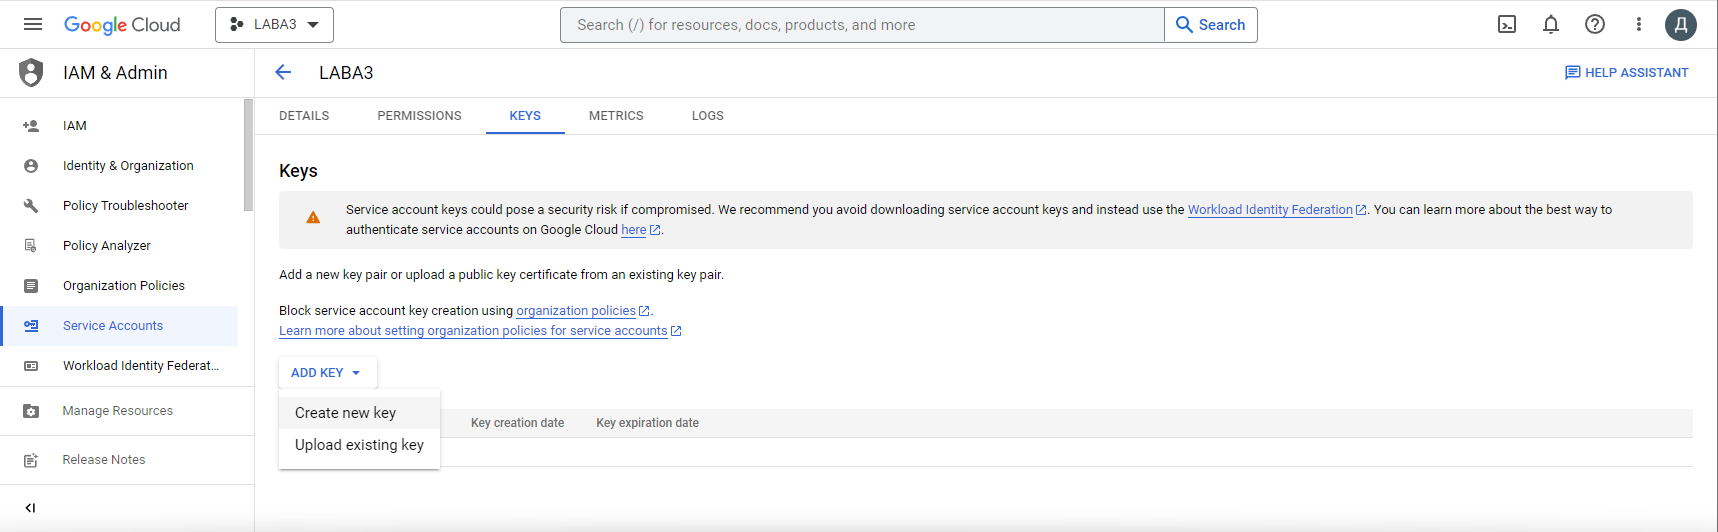 Google Cloud
LABA3
Search (/) for resources, docs, products, and more
Search
Д
IAM & Admin
LABA3
HELP ASSISTANT
IAM
Identity & Organization
Policy Troubleshooter
Policy Analyzer
Organization Policies
Service Accounts
Workload Identity Federat...
Manage Resources
Release Notes
DETAILS
PERMISSIONS
KEYS
METRICS
LOGS
Keys
Service account keys could pose a security risk if compromised. We recommend you avoid downloading service account keys and instead use the Workload Identity Federation. You can learn more about the best way to
authenticate service accounts on Google Cloud here.
Add a new key pair or upload a public key certificate from an existing key pair.
Block service account key creation using organization policies.
Learn more about setting organization policies for service accounts
ADD KEY
Create new key
Upload existing key
Key creation date
Key expiration date